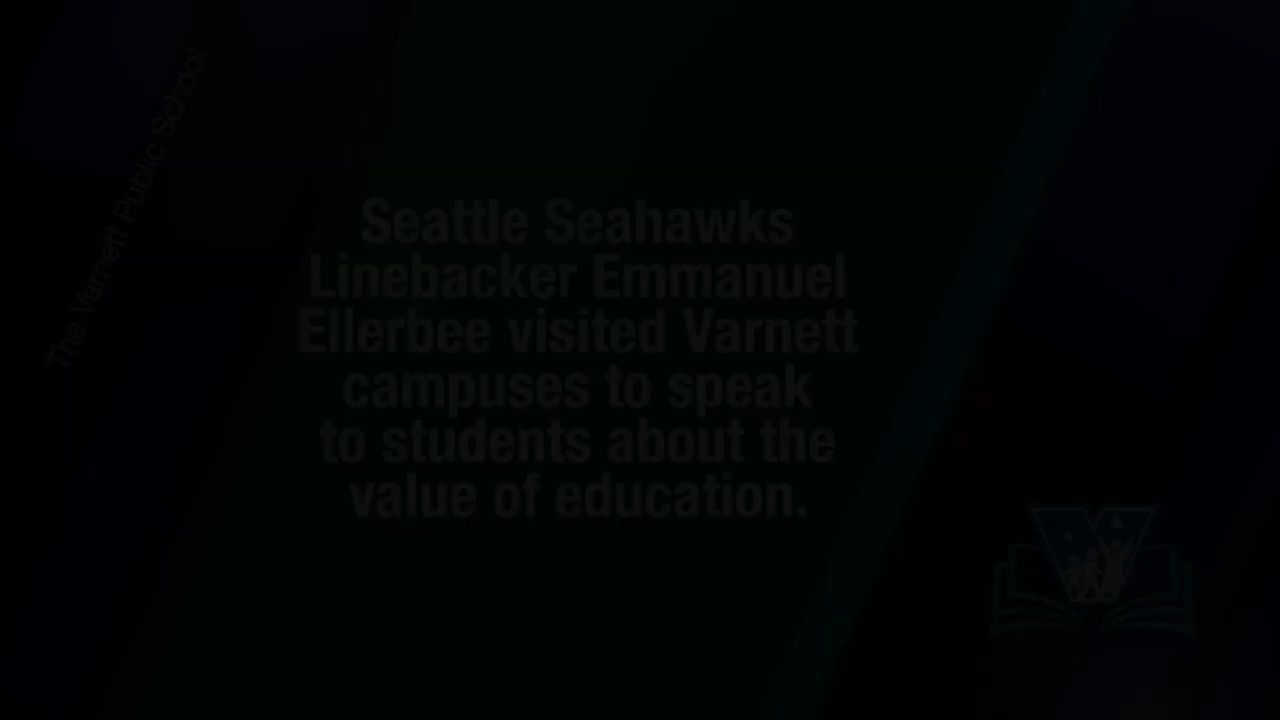 The Varnett Public School
Seattle Seahawks
Linebacker Emmanuel
Ellerbee visited Varnett
campuses to speak
to students about the
value of education.
V